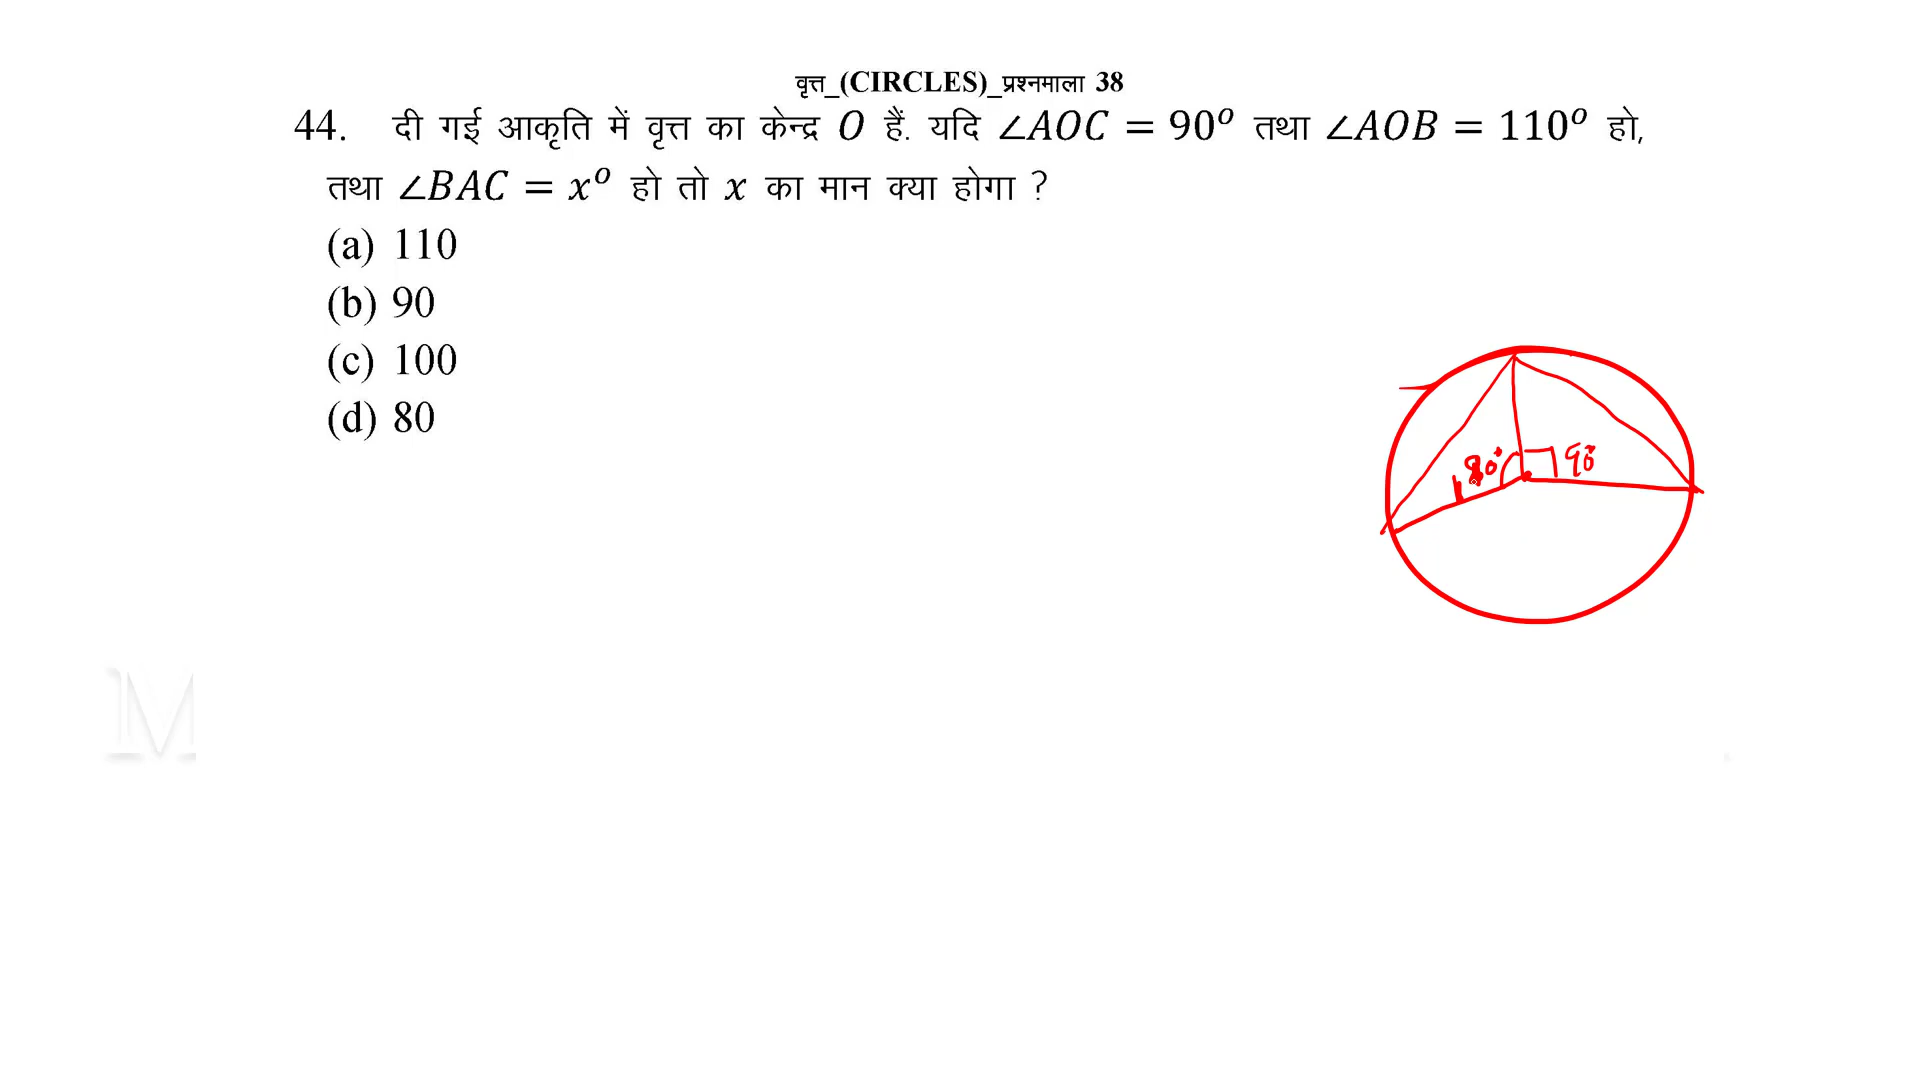 वृत्त_(CIRCLES)_प्रश्नमाला 38
44. दी गई आकृति में वृत्त का केन्द्र O हैं. यदि ∠AOC = 90° तथा ∠AOB = 110° हो,
तथा ∠BAC = x° हो तो x का मान क्या होगा ?
(a) 110
(b) 90
(c) 100
(d) 80
90°
M